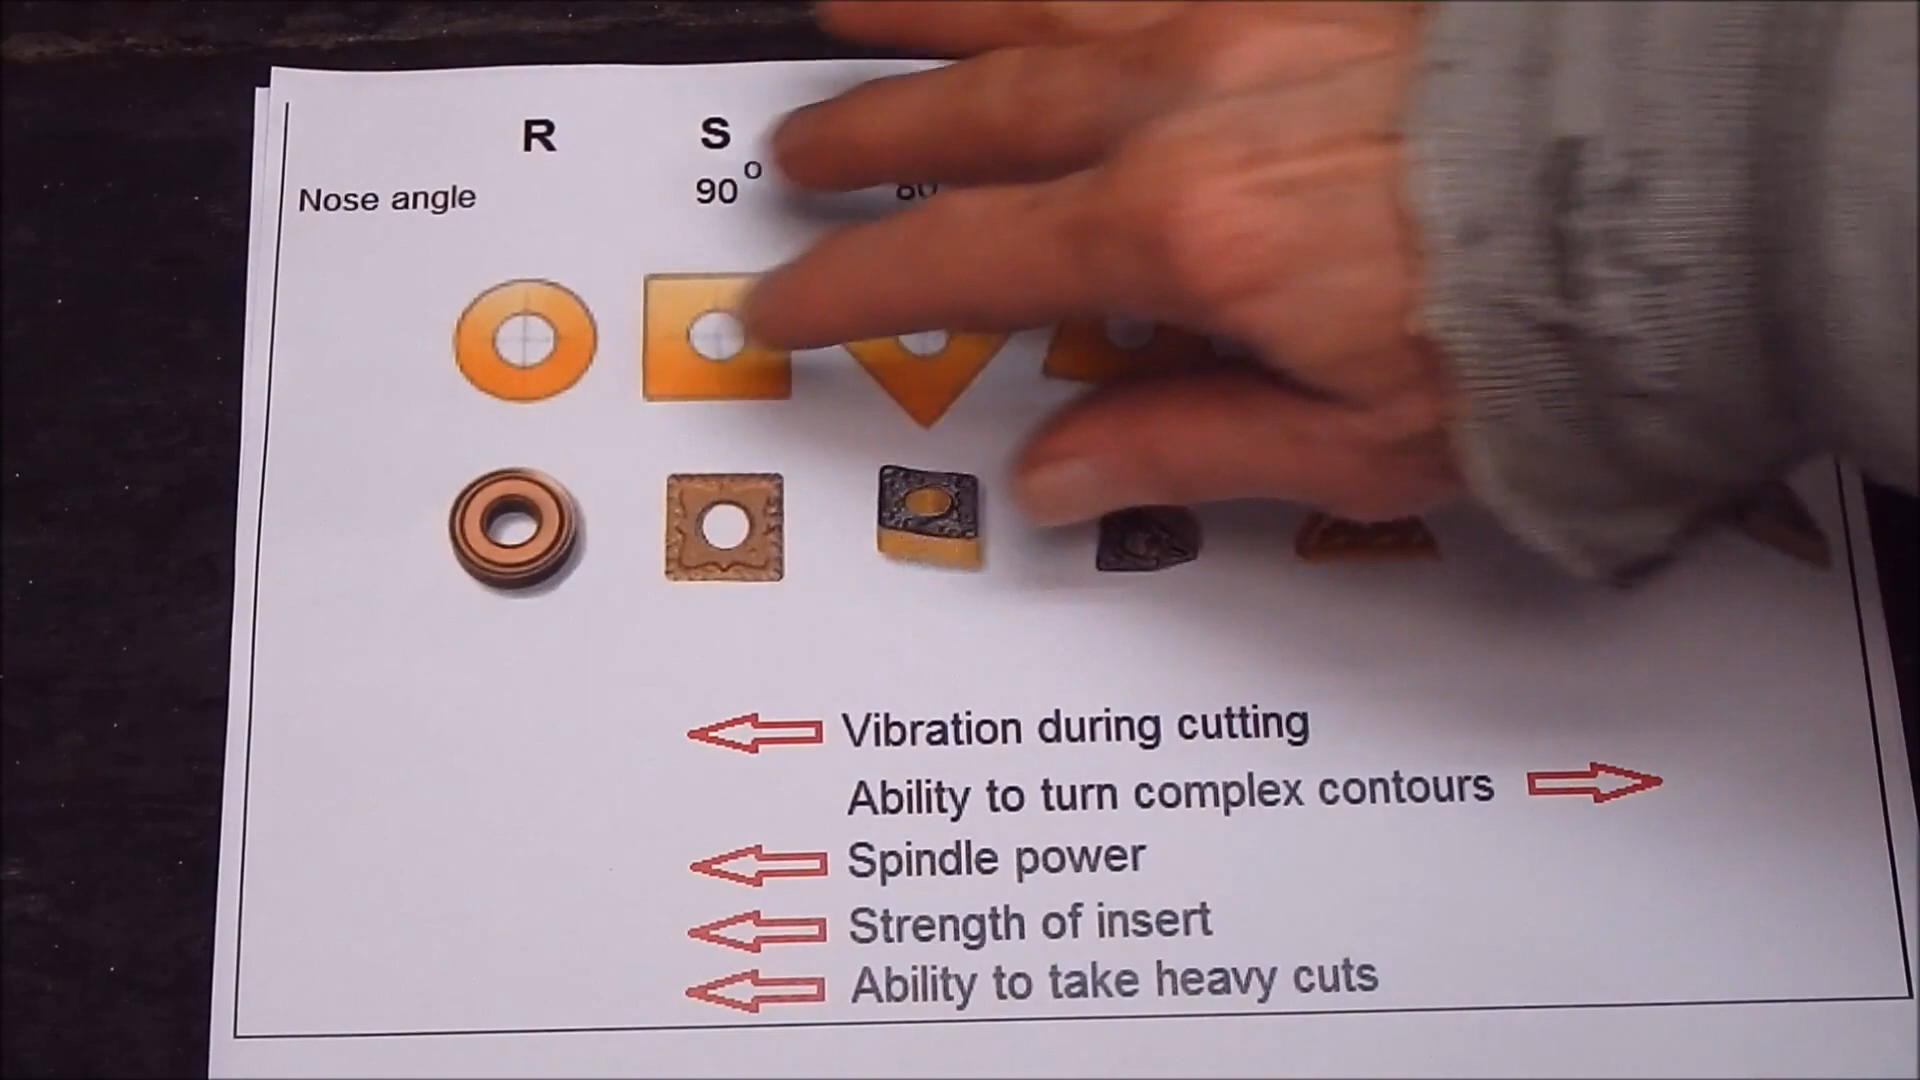 R S
Nose angle 90° 80
Vibration during cutting
Ability to turn complex contours
Spindle power
Strength of insert
Ability to take heavy cuts